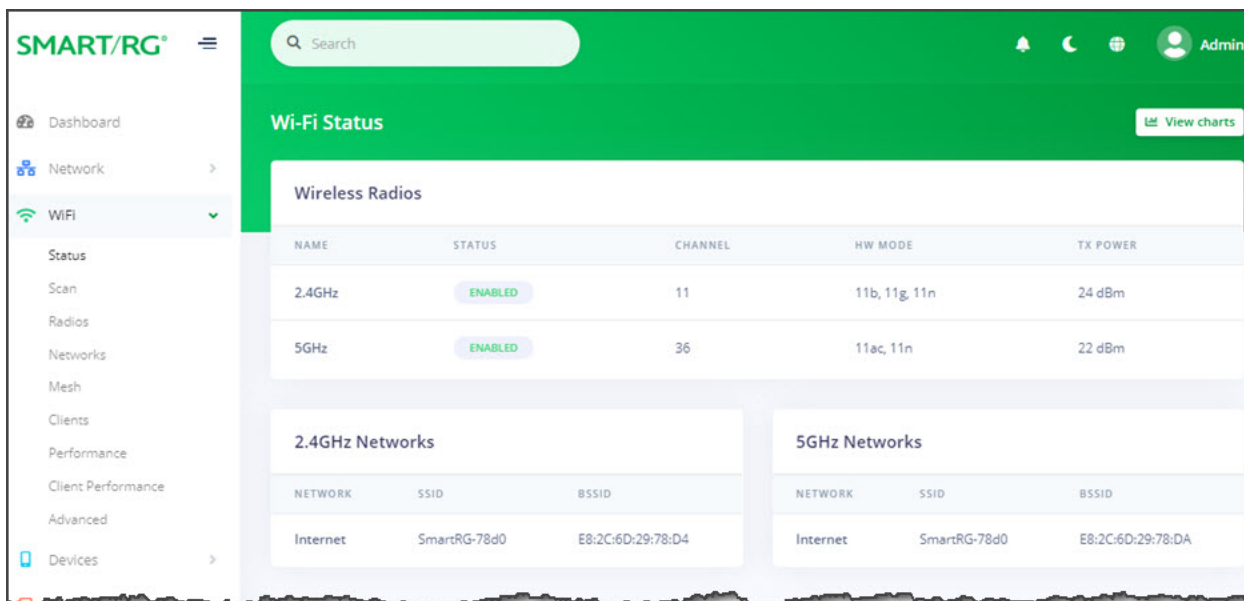 SMART/RG®
Search
Admin
Dashboard
Network
WiFi
Status
Scan
Radios
Networks
Mesh
Clients
Performance
Client Performance
Advanced
Devices
Wi-Fi Status
View charts
Wireless Radios
NAME STATUS CHANNEL HW MODE TX POWER
2.4GHz ENABLED 11 11b, 11g, 11n 24 dBm
5GHz ENABLED 36 11ac, 11n 22 dBm
2.4GHz Networks
NETWORK SSID BSSID
Internet SmartRG-78d0 E8:2C:6D:29:78:D4
5GHz Networks
NETWORK SSID BSSID
Internet SmartRG-78d0 E8:2C:6D:29:78:DA